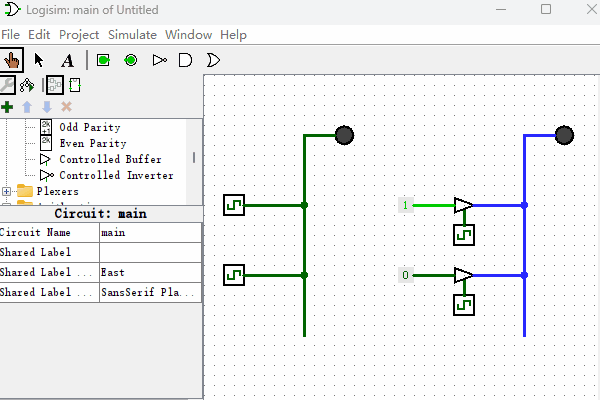 Logisim: main of Untitled
File Edit Project Simulate Window Help
A
Odd Parity
Even Parity
Controlled Buffer
Controlled Inverter
Plexers
Circuit: main
Circuit Name main
Shared Label
Shared Label ... East
Shared Label ... SansSerif Pla...
1
0